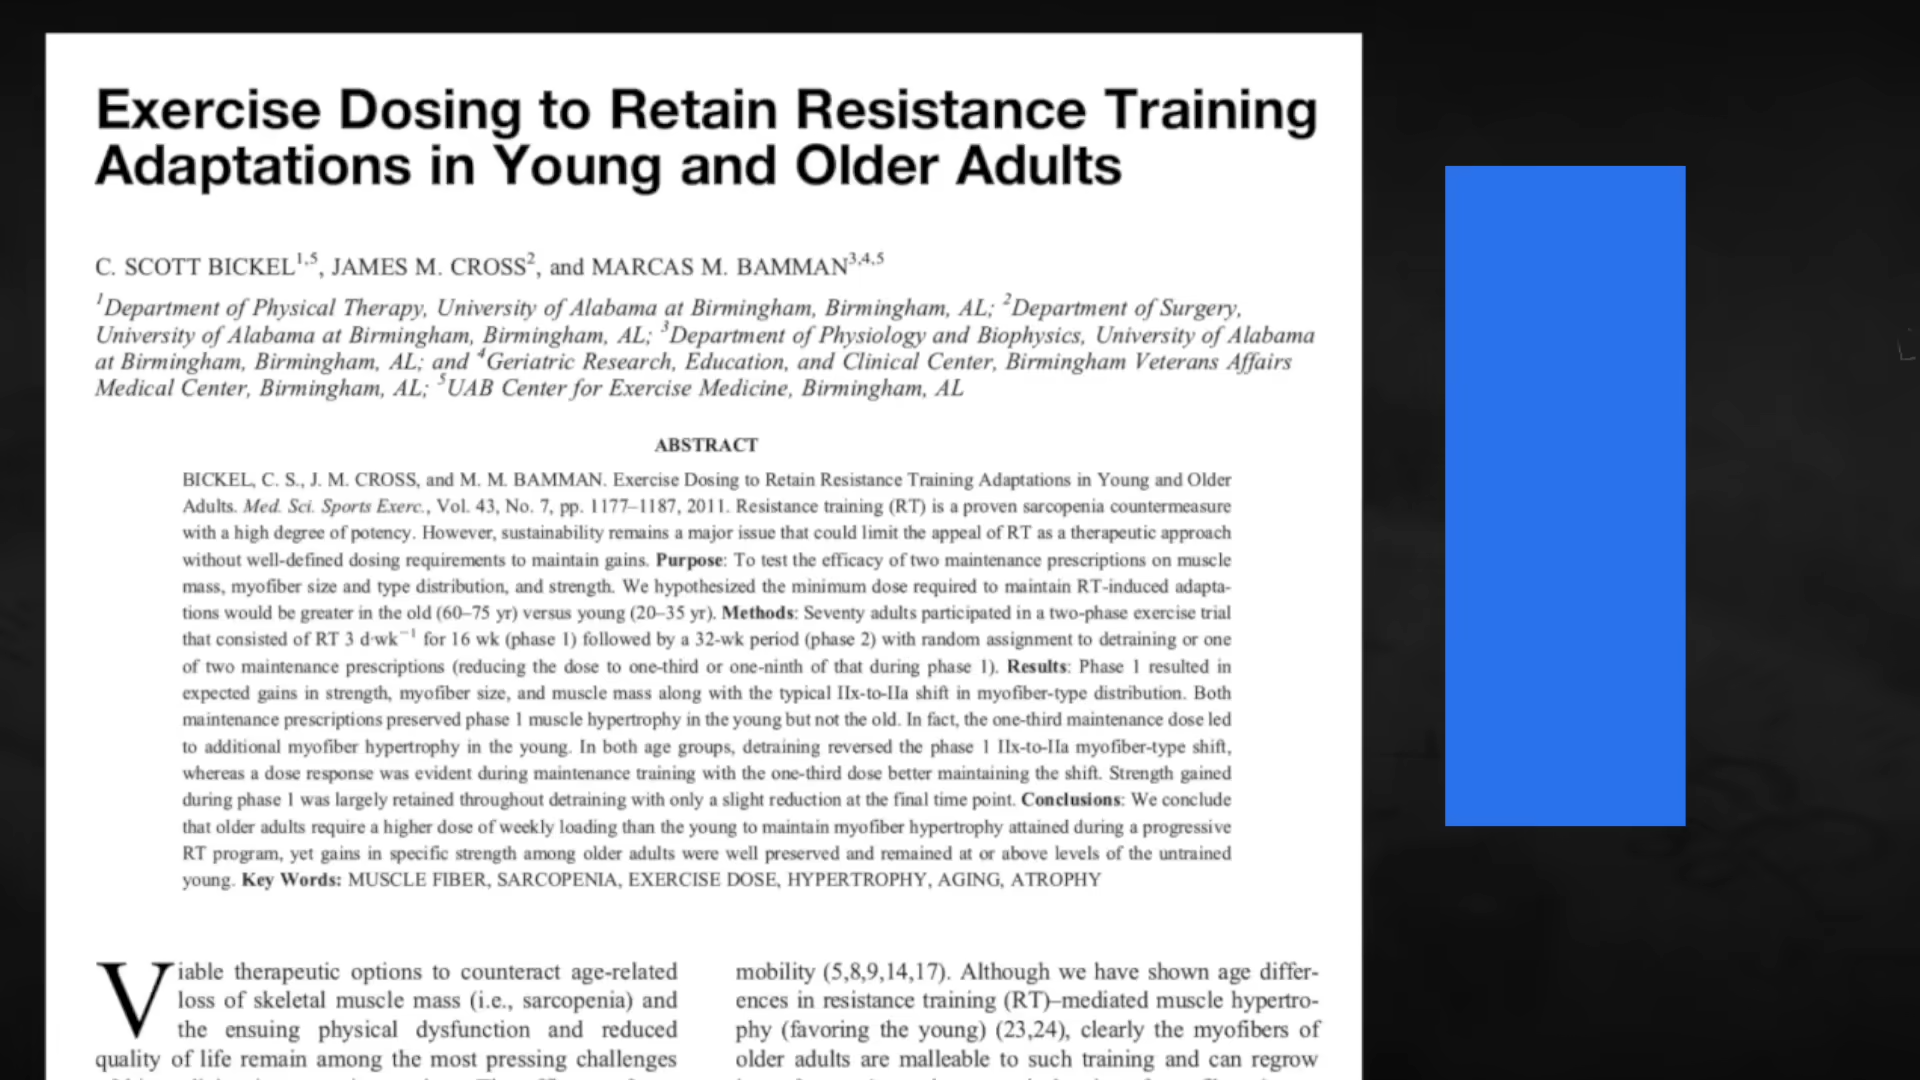 Exercise Dosing to Retain Resistance Training
Adaptations in Young and Older Adults
C. SCOTT BICKEL1,5, JAMES M. CROSS2, and MARCAS M. BAMMAN3,4,5
1Department of Physical Therapy, University of Alabama at Birmingham, Birmingham, AL; 2Department of Surgery,
University of Alabama at Birmingham, Birmingham, AL; 3Department of Physiology and Biophysics, University of Alabama
at Birmingham, Birmingham, AL; and 4Geriatric Research, Education, and Clinical Center, Birmingham Veterans Affairs
Medical Center, Birmingham, AL; 5UAB Center for Exercise Medicine, Birmingham, AL
ABSTRACT
BICKEL, C. S., J. M. CROSS, and M. M. BAMMAN. Exercise Dosing to Retain Resistance Training Adaptations in Young and Older
Adults. Med. Sci. Sports Exerc., Vol. 43, No. 7, pp. 1177–1187, 2011. Resistance training (RT) is a proven sarcopenia countermeasure
with a high degree of potency. However, sustainability remains a major issue that could limit the appeal of RT as a therapeutic approach
without well-defined dosing requirements to maintain gains. Purpose: To test the efficacy of two maintenance prescriptions on muscle
mass, myofiber size and type distribution, and strength. We hypothesized the minimum dose required to maintain RT-induced adapta-
tions would be greater in the old (60–75 yr) versus young (20–35 yr). Methods: Seventy adults participated in a two-phase exercise trial
that consisted of RT 3 d·wk−1 for 16 wk (phase 1) followed by a 32-wk period (phase 2) with random assignment to detraining or one
of two maintenance prescriptions (reducing the dose to one-third or one-ninth of that during phase 1). Results: Phase 1 resulted in
expected gains in strength, myofiber size, and muscle mass along with the typical IIx-to-IIa shift in myofiber-type distribution. Both
maintenance prescriptions preserved phase 1 muscle hypertrophy in the young but not the old. In fact, the one-third maintenance dose led
to additional myofiber hypertrophy in the young. In both age groups, detraining reversed the phase 1 IIx-to-IIa myofiber-type shift,
whereas a dose response was evident during maintenance training with the one-third dose better maintaining the shift. Strength gained
during phase 1 was largely retained throughout detraining with only a slight reduction at the final time point. Conclusions: We conclude
that older adults require a higher dose of weekly loading than the young to maintain myofiber hypertrophy attained during a progressive
RT program, yet gains in specific strength among older adults were well preserved and remained at or above levels of the untrained
young. Key Words: MUSCLE FIBER, SARCOPENIA, EXERCISE DOSE, HYPERTROPHY, AGING, ATROPHY
Viable therapeutic options to counteract age-related
loss of skeletal muscle mass (i.e., sarcopenia) and
the ensuing physical dysfunction and reduced
quality of life remain among the most pressing challenges
mobility (5,8,9,14,17). Although we have shown age differ-
ences in resistance training (RT)–mediated muscle hypertro-
phy (favoring the young) (23,24), clearly the myofibers of
older adults are malleable to such training and can regrow